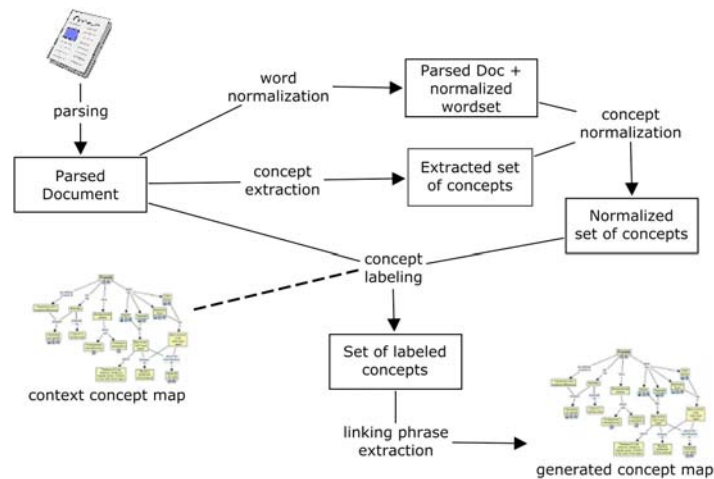 parsing
word
normalization
Parsed Doc +
normalized
wordset
concept
normalization
Parsed
Document
concept
extraction
Extracted set
of concepts
Normalized
set of concepts
concept
labeling
context concept map
Set of labeled
concepts
linking phrase
extraction
generated concept map